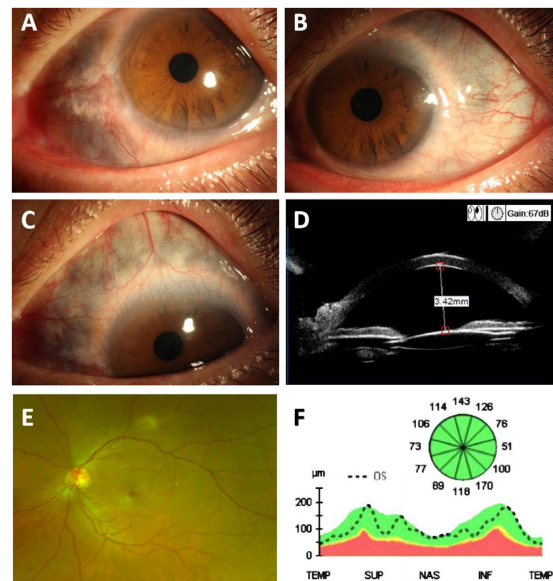 A
B
C
D
Gain:67dB
3.42mm
E
F
114 143 126
106 76
73 51
77 100
89 118 170
µm
OS
200
100
0
TEMP SUP NAS INF TEMP